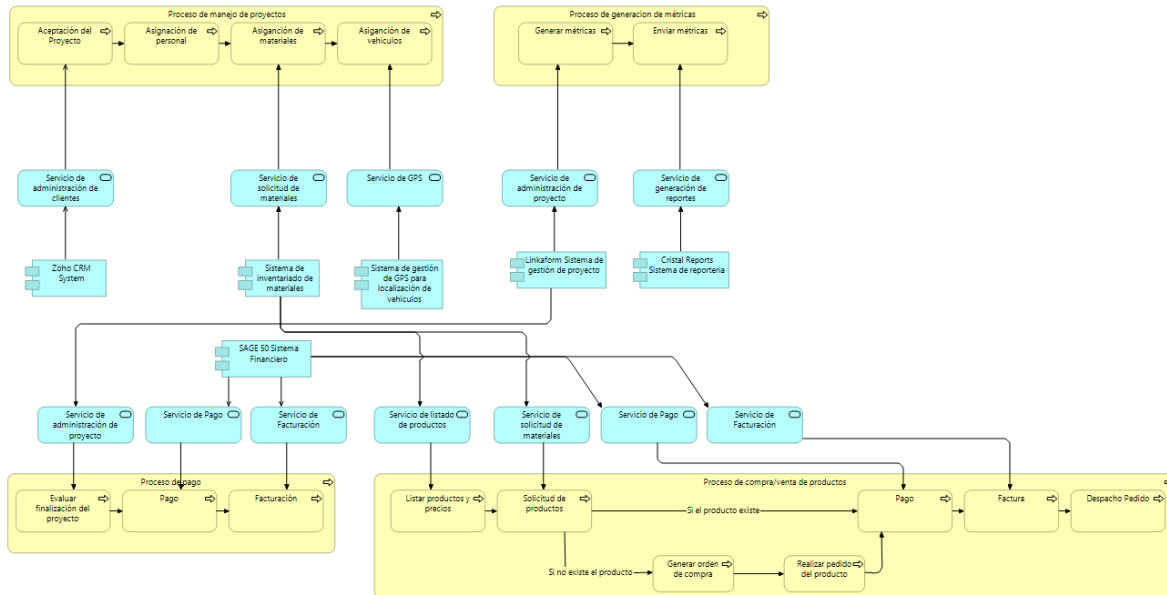 Proceso de manejo de proyectos
Aceptación del
Proyecto
Asignación de
personal
Asigancción de
materiales
Asigancción de
vehiculos
Proceso de generacion de métricas
Generar métricas
Enviar métricas
Servicio de
administración de
clientes
Servicio de
solicitud de
materiales
Servicio de GPS
Servicio de
administración de
proyecto
Servicio de
generación de
reportes
Zoho CRM
System
Sistema de
inventariado de
materiales
Sistema de gestión
de GPS para
localización de
vehículos
Linkaform Sistema de
gestión de proyecto
Cristal Reports
Sistema de reporteria
SAGE 50 Sistema
Financiero
Servicio de
administración de
proyecto
Servicio de Pago
Servicio de
Facturación
Servicio de listado
de productos
Servicio de
solicitud de
materiales
Servicio de Pago
Servicio de
Facturación
Proceso de pago
Evaluar
finalización del
proyecto
Pago
Facturación
Proceso de compra/venta de productos
Listar productos y
precios
Solicitud de
productos
Si el producto existe
Pago
Factura
Despacho Pedido
Si no existe el producto
Generar orden
de compra
Realizar pedido
del producto